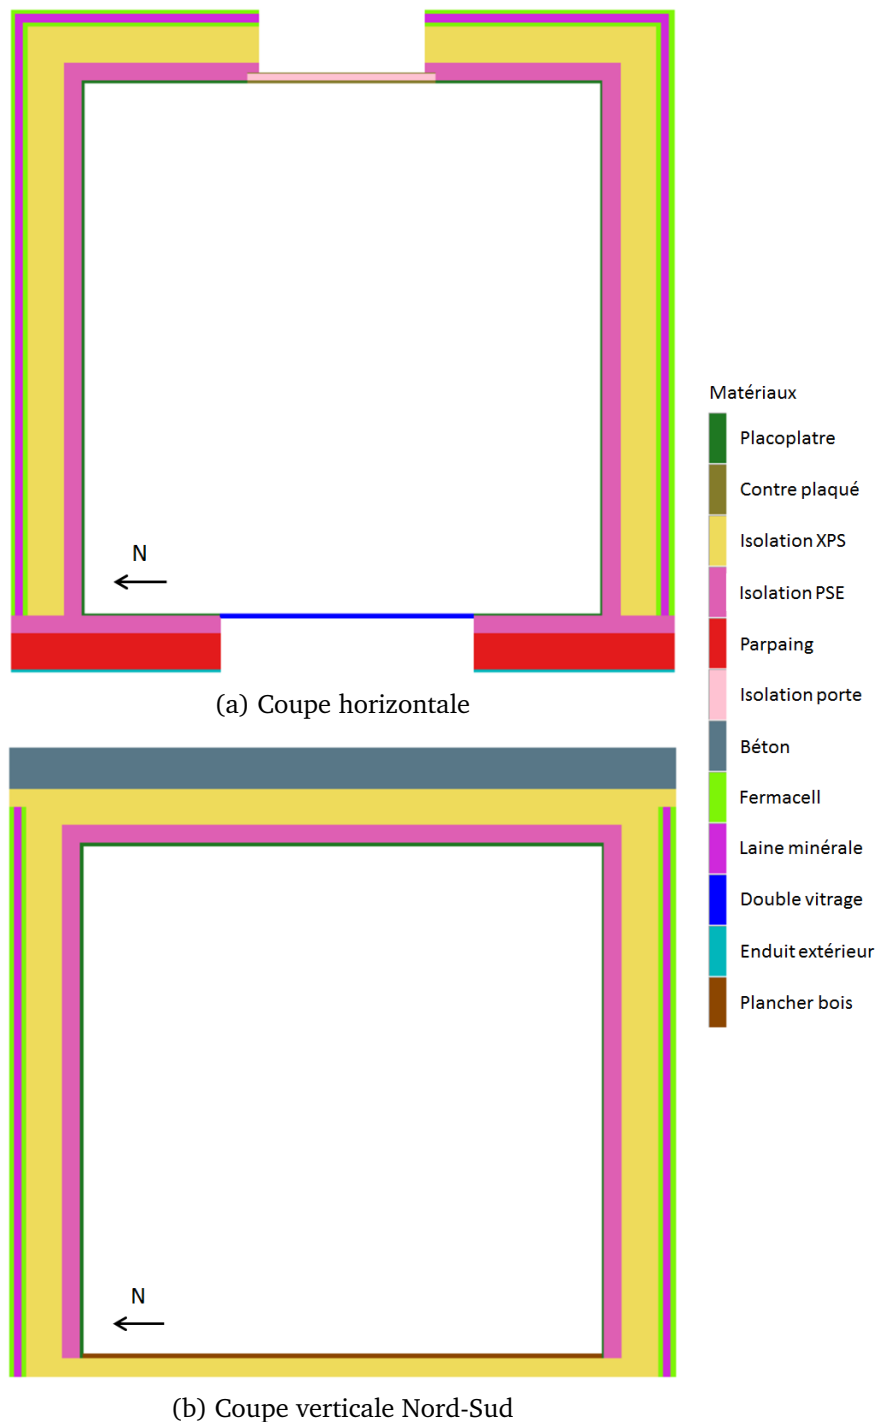 N
(a) Coupe horizontale
Matériaux
Placoplatre
Contre plaqué
Isolation XPS
Isolation PSE
Parpaing
Isolation porte
Béton
Fermacell
Laine minérale
Double vitrage
Enduit extérieur
Plancher bois
N
(b) Coupe verticale Nord-Sud